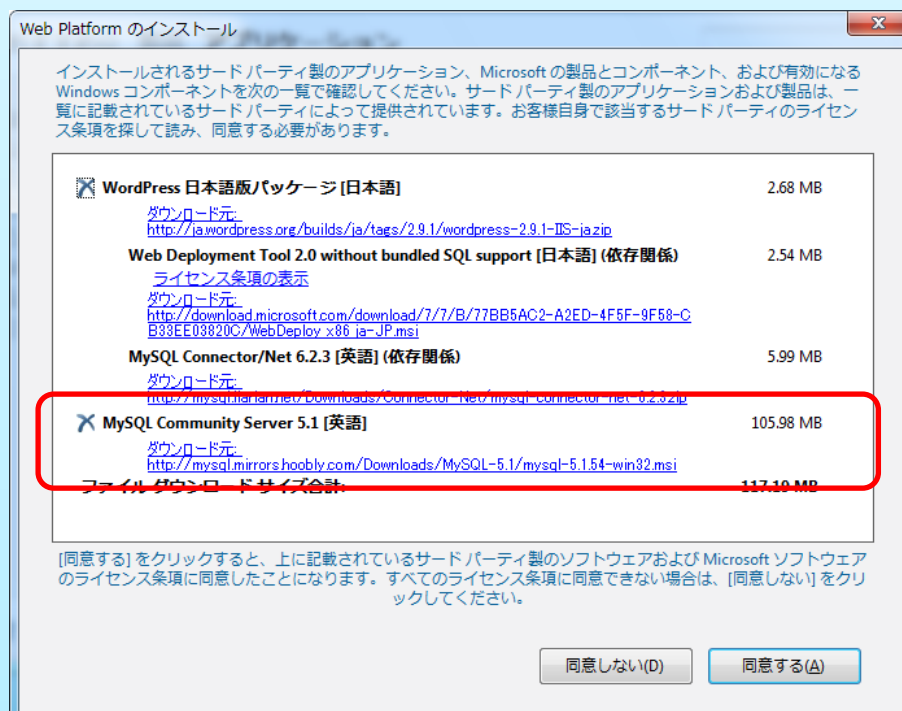 Web Platform のインストール
インストールされるサード パーティ製のアプリケーション、Microsoft の製品とコンポーネント、および有効になる
Windows コンポーネントを次の一覧で確認してください。サード パーティ製のアプリケーションおよび製品は、一
覧に記載されているサード パーティによって提供されています。お客様自身で該当するサード パーティのライセン
ス条項を探して読み、同意する必要があります。
WordPress 日本語版パッケージ [日本語] 2.68 MB
ダウンロード元:
http://ja.wordpress.org/builds/ja/tags/2.9.1/wordpress-2.9.1-IIS-ja.zip
Web Deployment Tool 2.0 without bundled SQL support [日本語] (依存関係) 2.54 MB
ライセンス条項の表示
ダウンロード元:
http://download.microsoft.com/download/7/7/B/77BB5AC2-A2ED-4F5F-9F58-C
B33EE03820C/WebDeploy_x86_ja-JP.msi
MySQL Connector/Net 6.2.3 [英語] (依存関係) 5.99 MB
ダウンロード元:
MySQL Community Server 5.1 [英語] 105.98 MB
ダウンロード元:
http://mysql.mirrors.hoobly.com/Downloads/MySQL-5.1/mysql-5.1.54-win32.msi
ファイル ダウンロード サイズ合計: 117.19 MB
[同意する] をクリックすると、上に記載されているサード パーティ製のソフトウェアおよび Microsoft ソフトウェア
のライセンス条項に同意したことになります。すべてのライセンス条項に同意できない場合は、[同意しない] をクリ
ックしてください。
同意しない(D) 同意する(A)